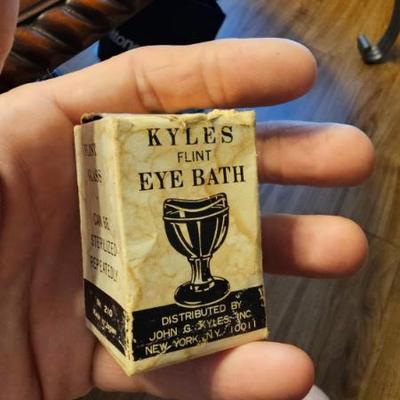 KYLES
FLINT
EYE BATH
DISTRIBUTED BY
JOHN G. KYLES, INC.
NEW YORK, N.Y. 10011
FLINT
GLASS
CAN BE
STERILIZED
REPEATEDLY